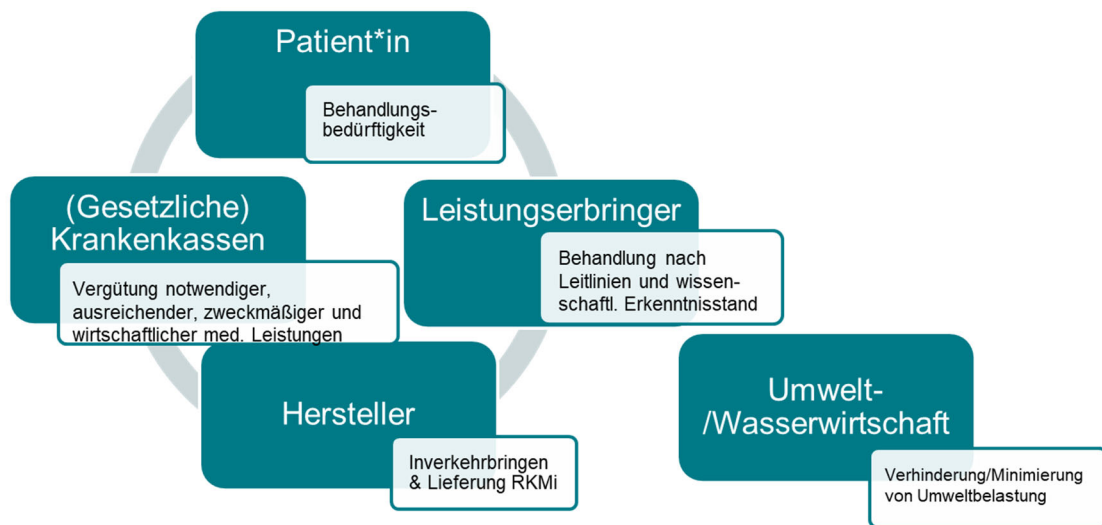 Patient*in
Behandlungs-
bedürftigkeit
(Gesetzliche)
Krankenkassen
Vergütung notwendiger,
ausreichender, zweckmäßiger und
wirtschaftlicher med. Leistungen
Leistungserbringer
Behandlung nach
Leitlinien und wissen-
schaftl. Erkenntnisstand
Hersteller
Inverkehrbringen
& Lieferung RKMi
Umwelt-
/Wasserwirtschaft
Verhinderung/Minimierung
von Umweltbelastung